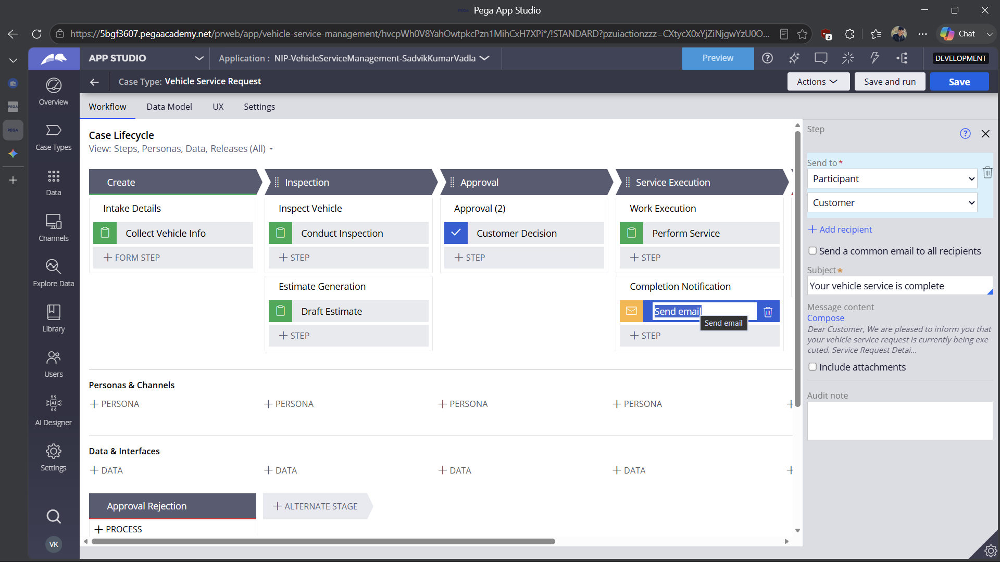 Pega App Studio
https://5bgf3607.pegaacademy.net/prweb/app/vehicle-service-management/hvcpWh0V8YahOwtpkcPzn1MihCxH7XPi*/!STANDARD?pzuiactionzzz=CXtycX0xYjZiNjgwYzU0O...
2
Chat
APP STUDIO
Application : NIP-VehicleServiceManagement-SadvikKumarVadla
Preview
DEVELOPMENT
Case Type: Vehicle Service Request
Actions
Save and run
Save
PEGA
PEGA
Overview
Case Types
Data
Channels
Explore Data
Library
Users
AI
AI Designer
Settings
VK
Workflow
Data Model
UX
Settings
Case Lifecycle
View: Steps, Personas, Data, Releases (All)
Create
Inspection
Approval
Service Execution
Intake Details
Inspect Vehicle
Approval (2)
Work Execution
Collect Vehicle Info
Conduct Inspection
Customer Decision
Perform Service
FORM STEP
STEP
STEP
STEP
Estimate Generation
Completion Notification
Draft Estimate
Send email
Send email
STEP
STEP
Personas & Channels
PERSONA
PERSONA
PERSONA
PERSONA
Data & Interfaces
DATA
DATA
DATA
DATA
Approval Rejection
ALTERNATE STAGE
PROCESS
Step
Send to*
Participant
Customer
Add recipient
Send a common email to all recipients
Subject*
Your vehicle service is complete
Message content
Compose
Dear Customer, We are pleased to inform you that
your vehicle service request is currently being exe
cuted. Service Request Detai...
Include attachments
Audit note